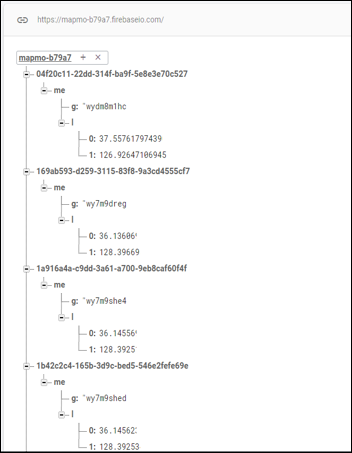 https://mapmo-b79a7.firebaseio.com/
mapmo-b79a7 + ×
04f20c11-22dd-314f-ba9f-5e8e3e70c527
me
g: "wydm8m1hc
l
0: 37.55761797439
1: 126.92647106945
169ab593-d259-3115-83f8-9a3cd4555cf7
me
g: "wy7m9dreg
l
0: 36.13606
1: 128.39669
1a916a4a-c9dd-3a61-a700-9eb8caf60f4f
me
g: "wy7m9she4
l
0: 36.14556
1: 128.3925
1b42c2c4-165b-3d9c-bed5-546e2fefe69e
me
g: "wy7m9shed
l
0: 36.14562
1: 128.39253